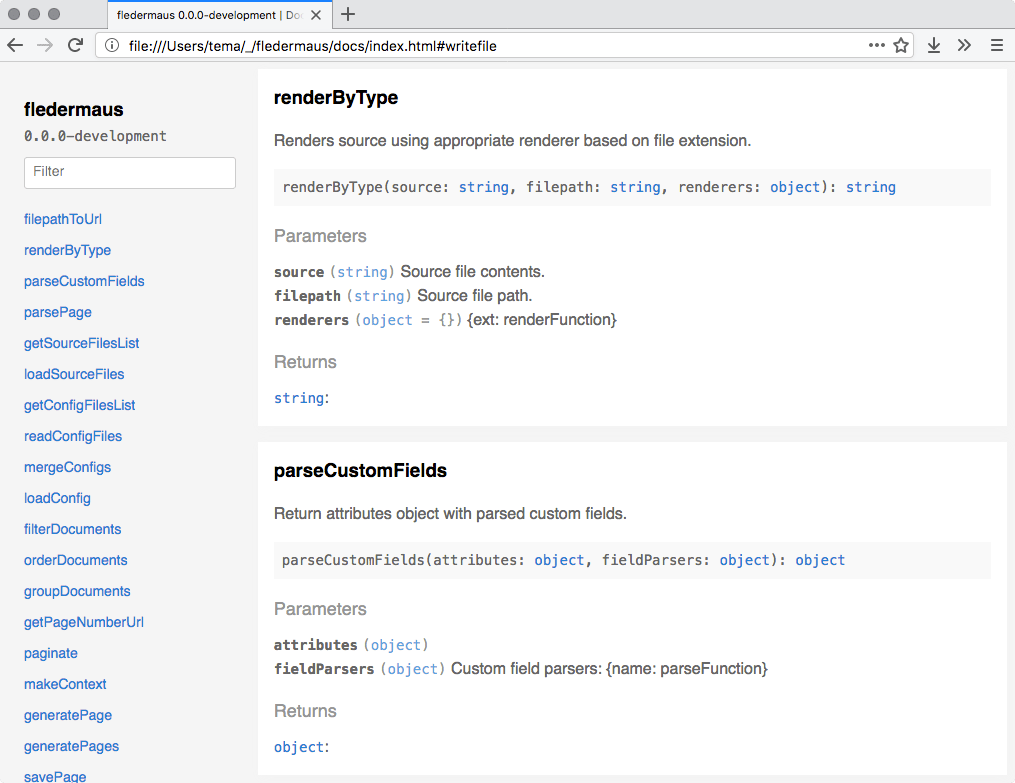 fledermaus 0.0.0-development | Do
file:///Users/tema/_/fledermaus/docs/index.html#writefile
fledermaus
0.0.0-development
Filter
filepathToUrl
renderByType
parseCustomFields
parsePage
getSourceFilesList
loadSourceFiles
getConfigFilesList
readConfigFiles
mergeConfigs
loadConfig
filterDocuments
orderDocuments
groupDocuments
getPageNumberUrl
paginate
makeContext
generatePage
generatePages
savePage
renderByType
Renders source using appropriate renderer based on file extension.
renderByType(source: string, filepath: string, renderers: object): string
Parameters
source (string) Source file contents.
filepath (string) Source file path.
renderers (object = {}) {ext: renderFunction}
Returns
string:
parseCustomFields
Return attributes object with parsed custom fields.
parseCustomFields(attributes: object, fieldParsers: object): object
Parameters
attributes (object)
fieldParsers (object) Custom field parsers: {name: parseFunction}
Returns
object: